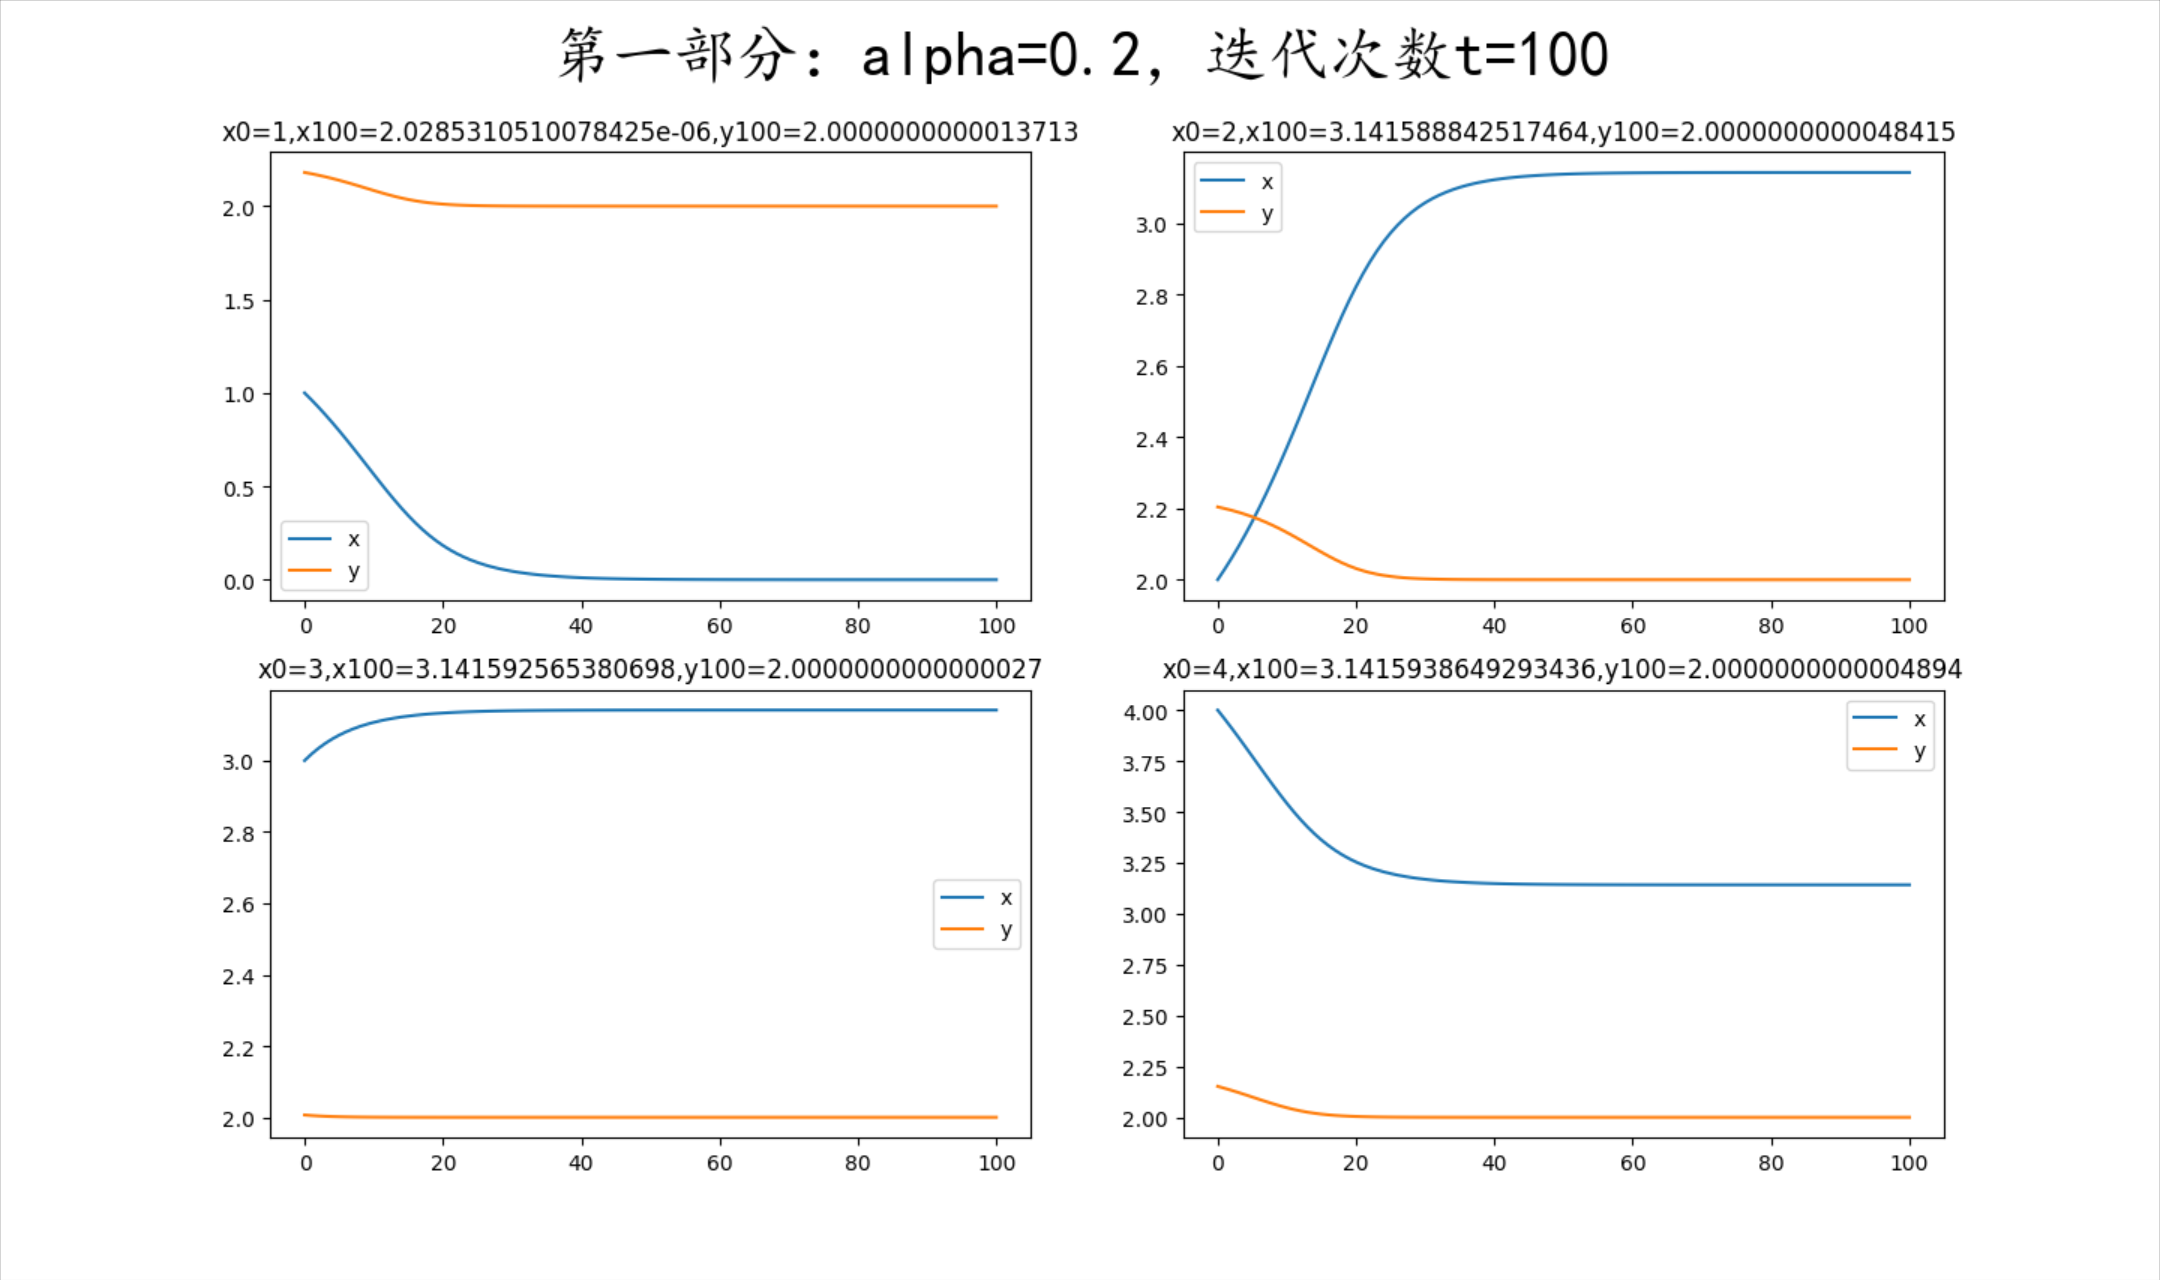 第一部分：alpha=0.2，迭代次数t=100
x0=1,x100=2.0285310510078425e-06,y100=2.0000000000013713
2.0
1.5
1.0
0.5
0.0
x
y
0 20 40 60 80 100
x0=2,x100=3.141588842517464,y100=2.0000000000048415
x
y
3.0
2.8
2.6
2.4
2.2
2.0
0 20 40 60 80 100
x0=3,x100=3.141592565380698,y100=2.0000000000000027
3.0
2.8
2.6
2.4
2.2
2.0
x
y
0 20 40 60 80 100
x0=4,x100=3.1415938649293436,y100=2.0000000000004894
x
y
4.00
3.75
3.50
3.25
3.00
2.75
2.50
2.25
2.00
0 20 40 60 80 100